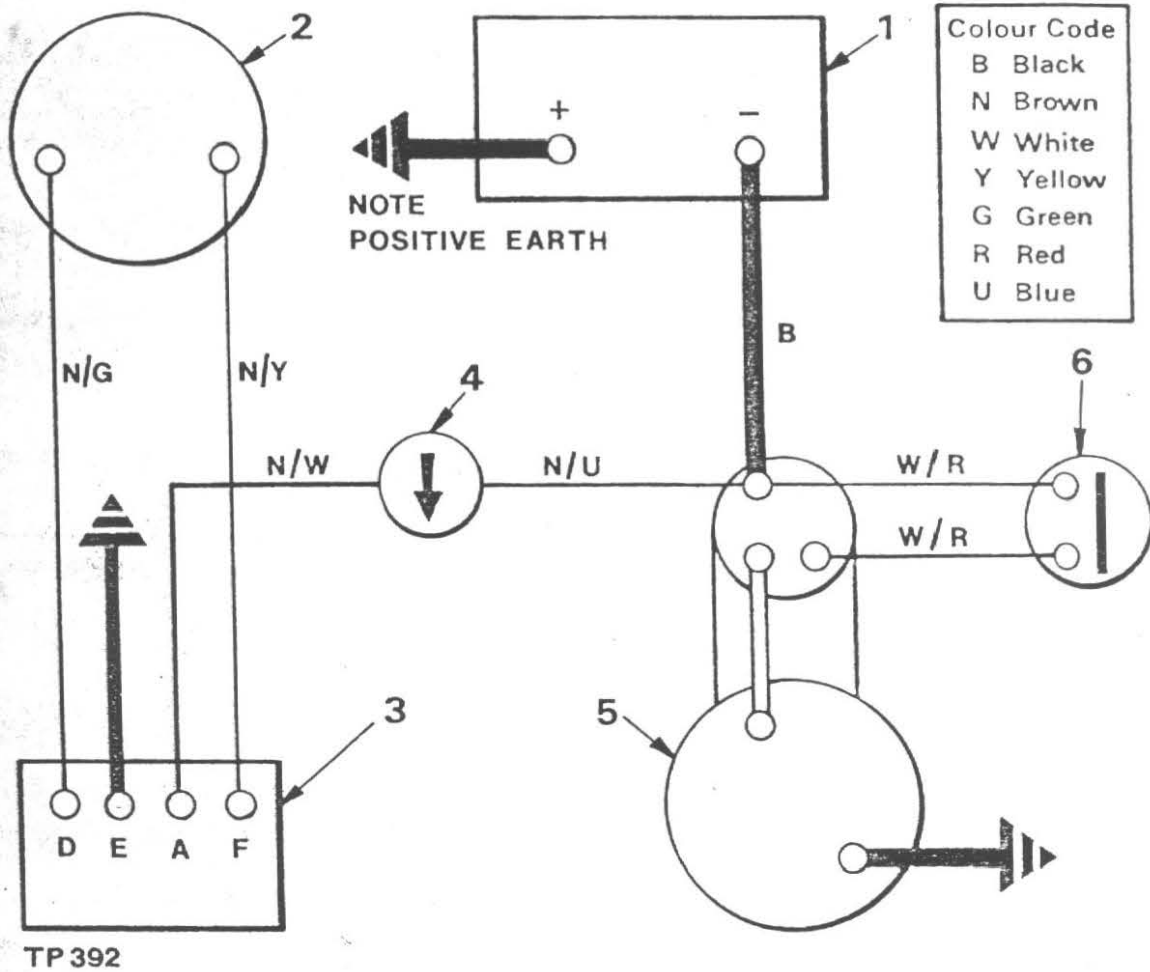 2
1
Colour Code
B Black
N Brown
W White
Y Yellow
G Green
R Red
U Blue
+
−
NOTE
POSITIVE EARTH
B
N/G
N/Y
4
6
N/W
N/U
W/R
W/R
3
5
D E A F
TP 392